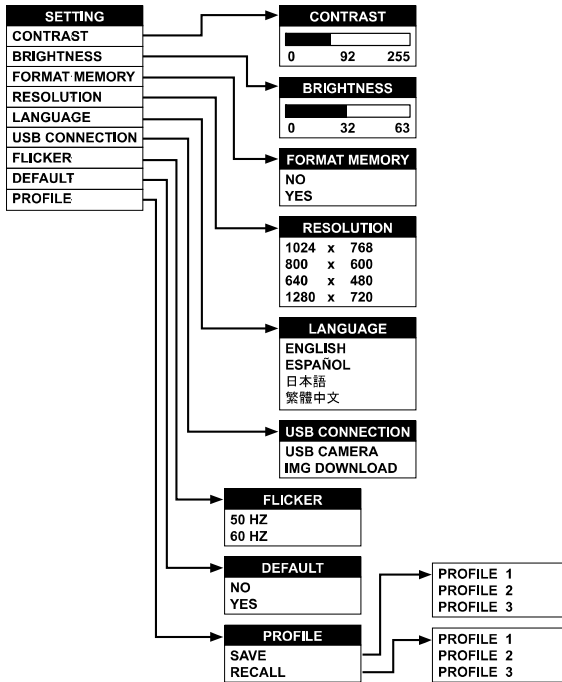 SETTING
CONTRAST
BRIGHTNESS
FORMAT MEMORY
RESOLUTION
LANGUAGE
USB CONNECTION
FLICKER
DEFAULT
PROFILE
CONTRAST
0 92 255
BRIGHTNESS
0 32 63
FORMAT MEMORY
NO
YES
RESOLUTION
1024 x 768
800 x 600
640 x 480
1280 x 720
LANGUAGE
ENGLISH
ESPAÑOL
日本語
繁體中文
USB CONNECTION
USB CAMERA
IMG DOWNLOAD
FLICKER
50 HZ
60 HZ
DEFAULT
NO
YES
PROFILE
SAVE
RECALL
PROFILE 1
PROFILE 2
PROFILE 3
PROFILE 1
PROFILE 2
PROFILE 3